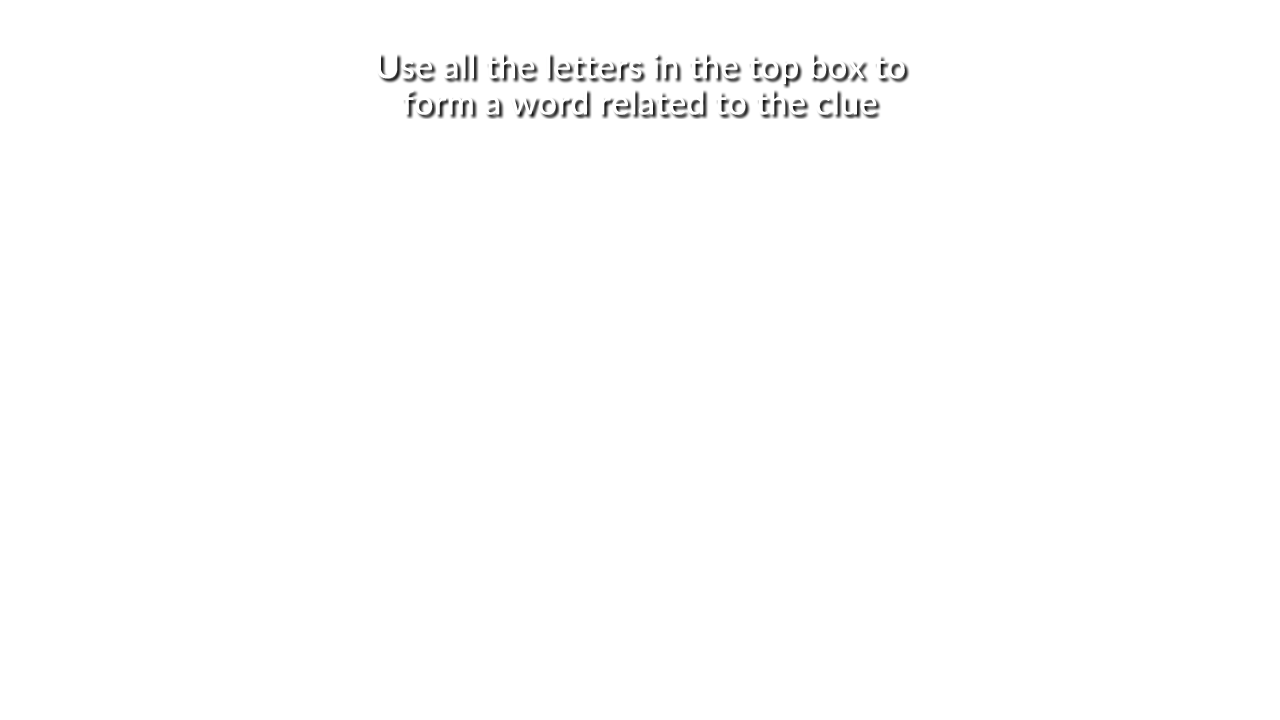 Use all the letters in the top box to
form a word related to the clue